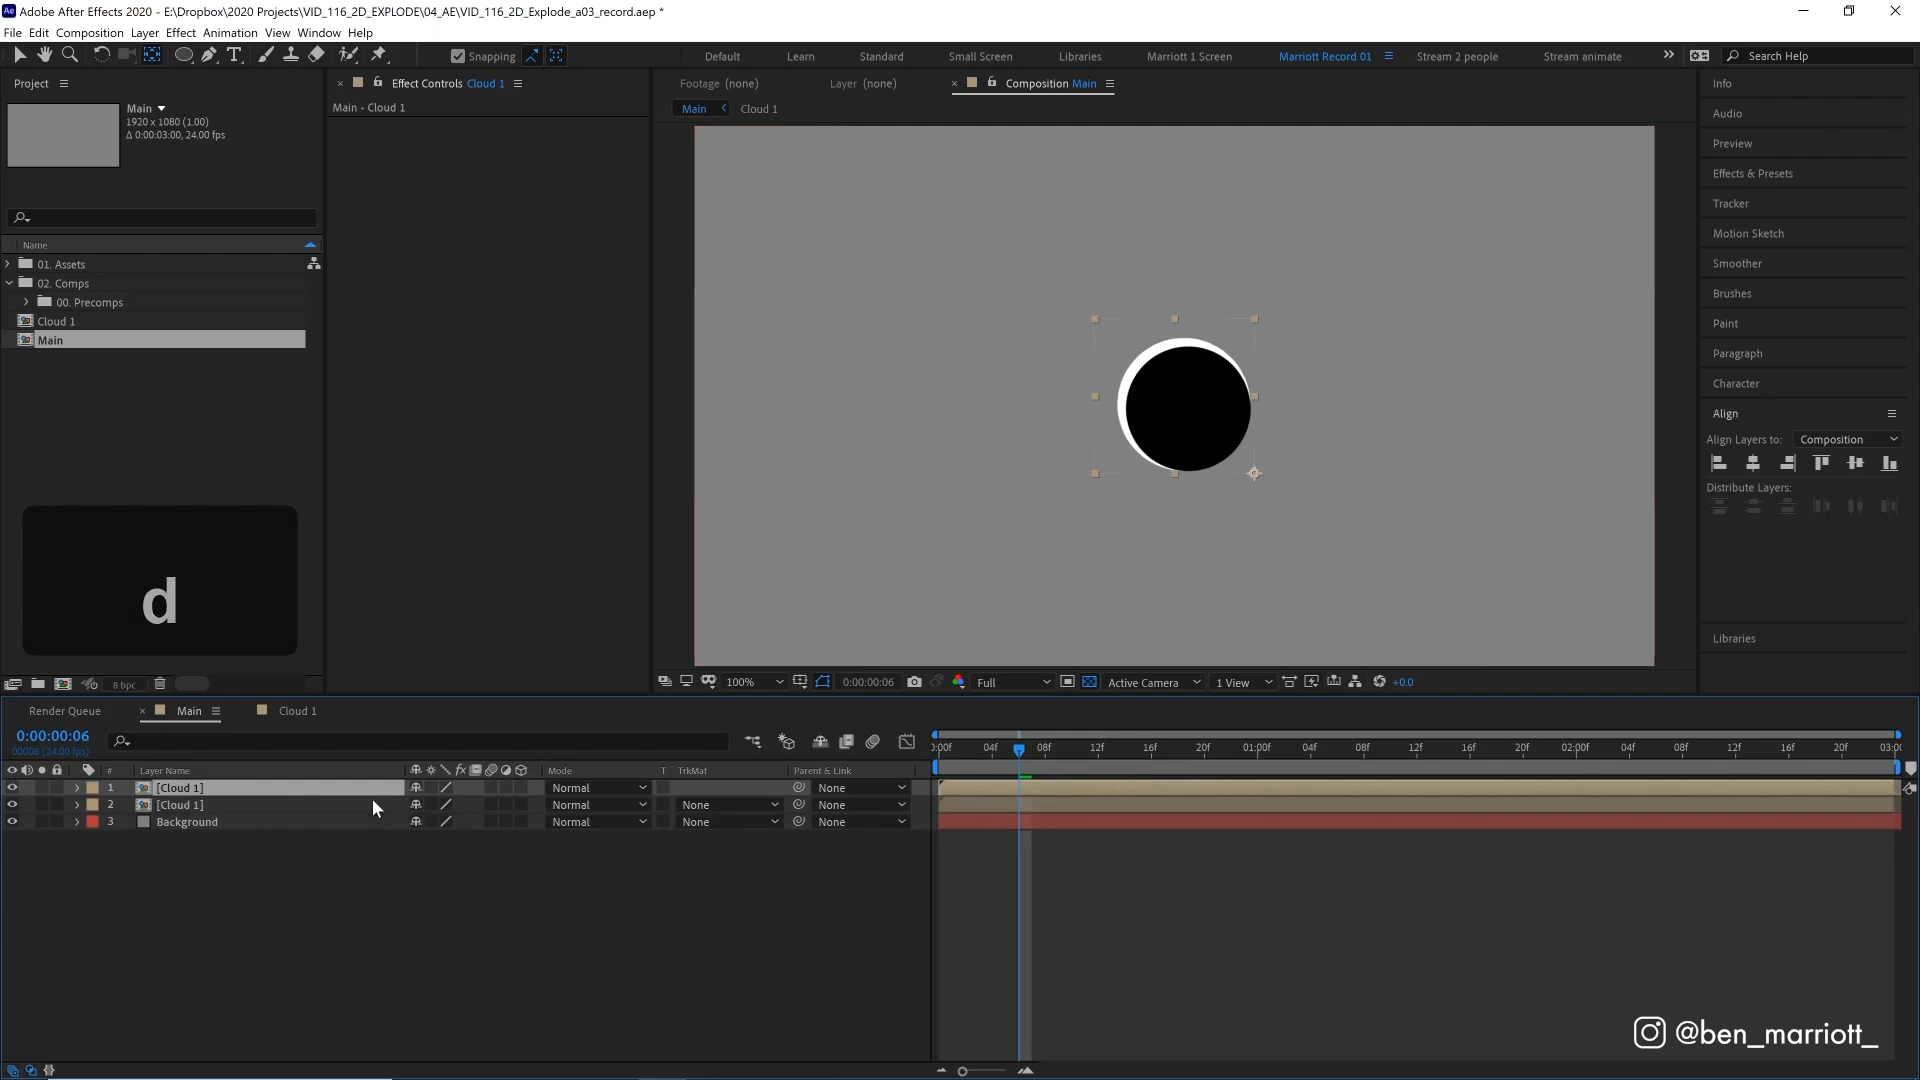 Adobe After Effects 2020 - E:\Dropbox\2020 Projects\VID_116_2D_EXPLODE\04_AE\VID_116_2D_Explode_a03_record.aep *
File Edit Composition Layer Effect Animation View Window Help
Snapping
Default Learn Standard Small Screen Libraries Marriott 1 Screen Marriott Record 01 Stream 2 people Stream animate
Search Help
Project
Main
1920 x 1080 (1.00)
Δ 0:00:03:00, 24.00 fps
Name
01. Assets
02. Comps
00. Precomps
Cloud 1
Main
d
8 bpc
Effect Controls Cloud 1
Main • Cloud 1
Footage (none) Layer (none) Composition Main
Main Cloud 1
100% 0:00:00:06 Full Active Camera 1 View +0.0
Info
Audio
Preview
Effects & Presets
Tracker
Motion Sketch
Smoother
Brushes
Paint
Paragraph
Character
Align
Align Layers to: Composition
Distribute Layers:
Libraries
Render Queue Main Cloud 1
0:00:00:06
00006 (24.00 fps)
# Layer Name Mode T TrkMat Parent & Link
1 [Cloud 1] Normal None
2 [Cloud 1] Normal None None
3 Background Normal None None
0:00f 04f 08f 12f 16f 20f 01:00f 04f 08f 12f 16f 20f 02:00f 04f 08f 12f 16f 20f 03:00
@ben_marriott_